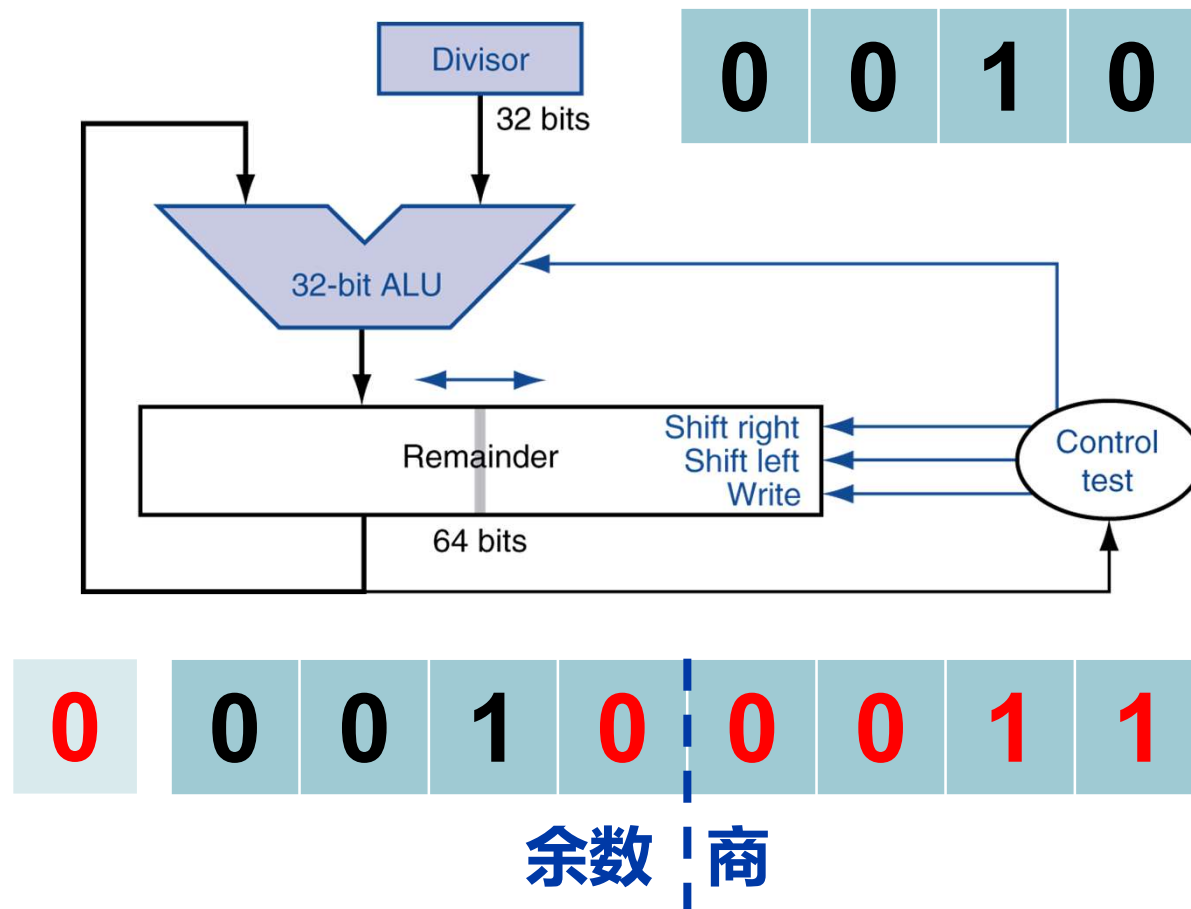 Divisor
0 0 1 0
32 bits
32-bit ALU
Remainder
Shift right
Shift left
Write
Control
test
64 bits
0 0 0 1 0 0 0 1 1
余数 商